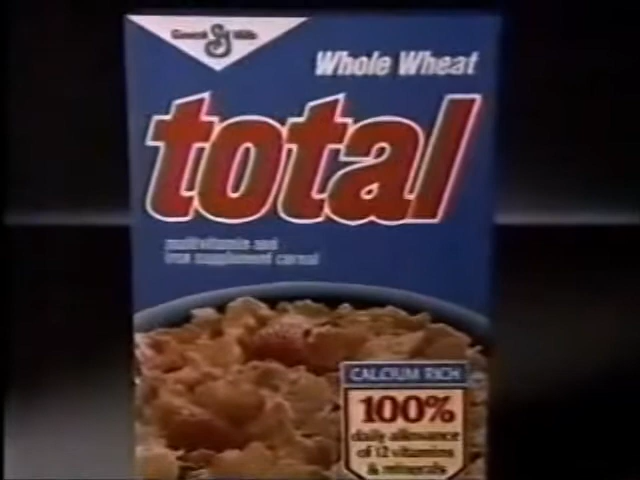 General Mills
Whole Wheat
total
multivitamin and
iron supplement cereal
CALCIUM RICH
100%
daily allowance
of 12 vitamins
& minerals